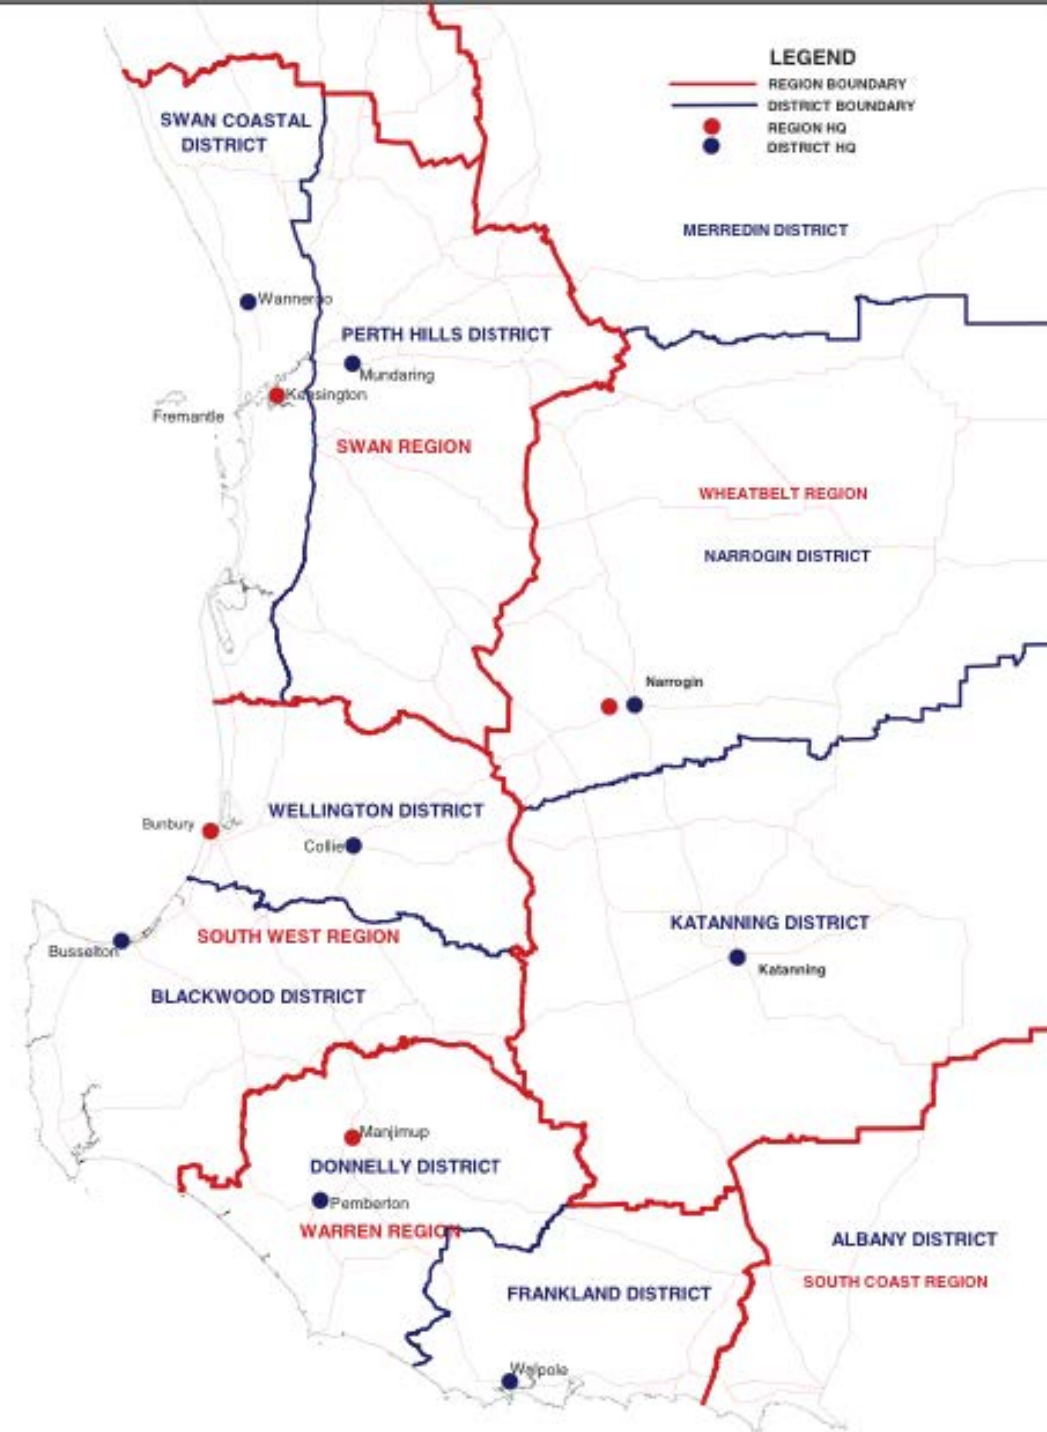 LEGEND
REGION BOUNDARY
DISTRICT BOUNDARY
REGION HQ
DISTRICT HQ
SWAN COASTAL
DISTRICT
MERREDIN DISTRICT
Wanneroo
PERTH HILLS DISTRICT
Mundaring
Kensington
Fremantle
SWAN REGION
WHEATBELT REGION
NARROGIN DISTRICT
Narrogin
WELLINGTON DISTRICT
Bunbury
Collie
KATANNING DISTRICT
SOUTH WEST REGION
Busselton
Katanning
BLACKWOOD DISTRICT
Manjimup
DONNELLY DISTRICT
Pemberton
WARREN REGION
ALBANY DISTRICT
SOUTH COAST REGION
FRANKLAND DISTRICT
Walpole